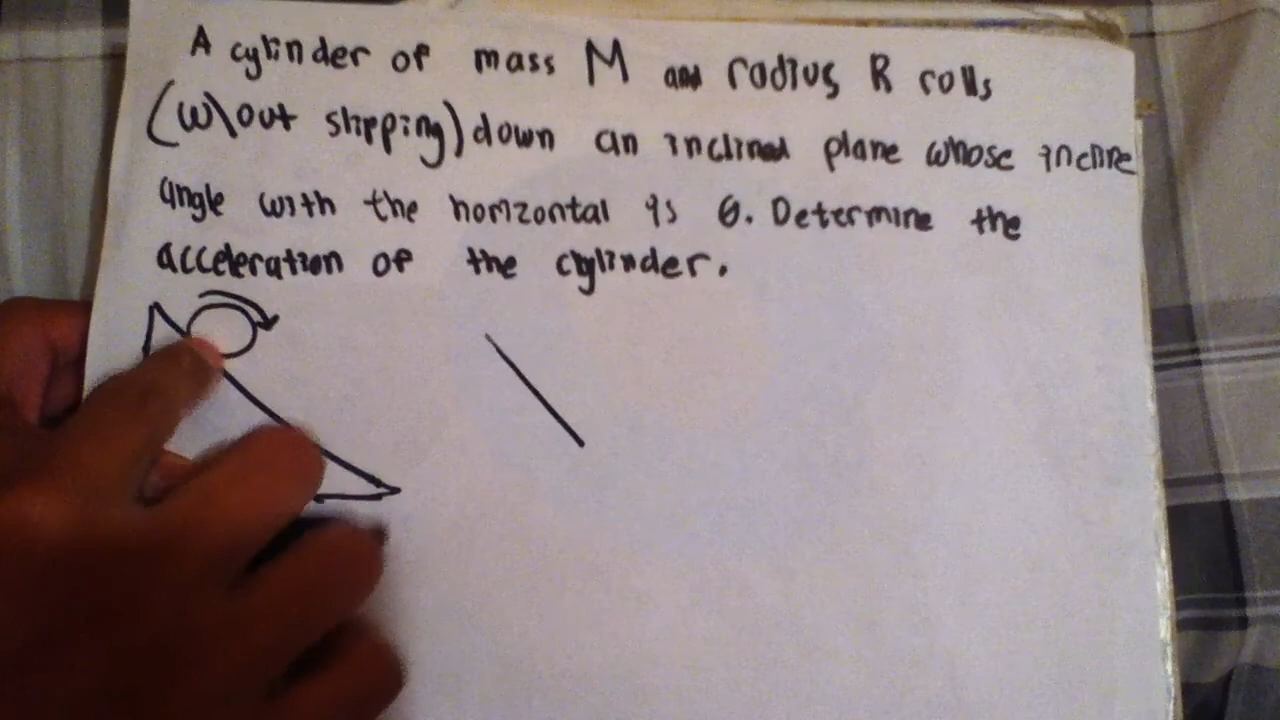 A cylinder of mass M and radius R rolls
(w\out slipping) down an inclined plane whose incline
angle with the horizontal is θ. Determine the
acceleration of the cylinder.